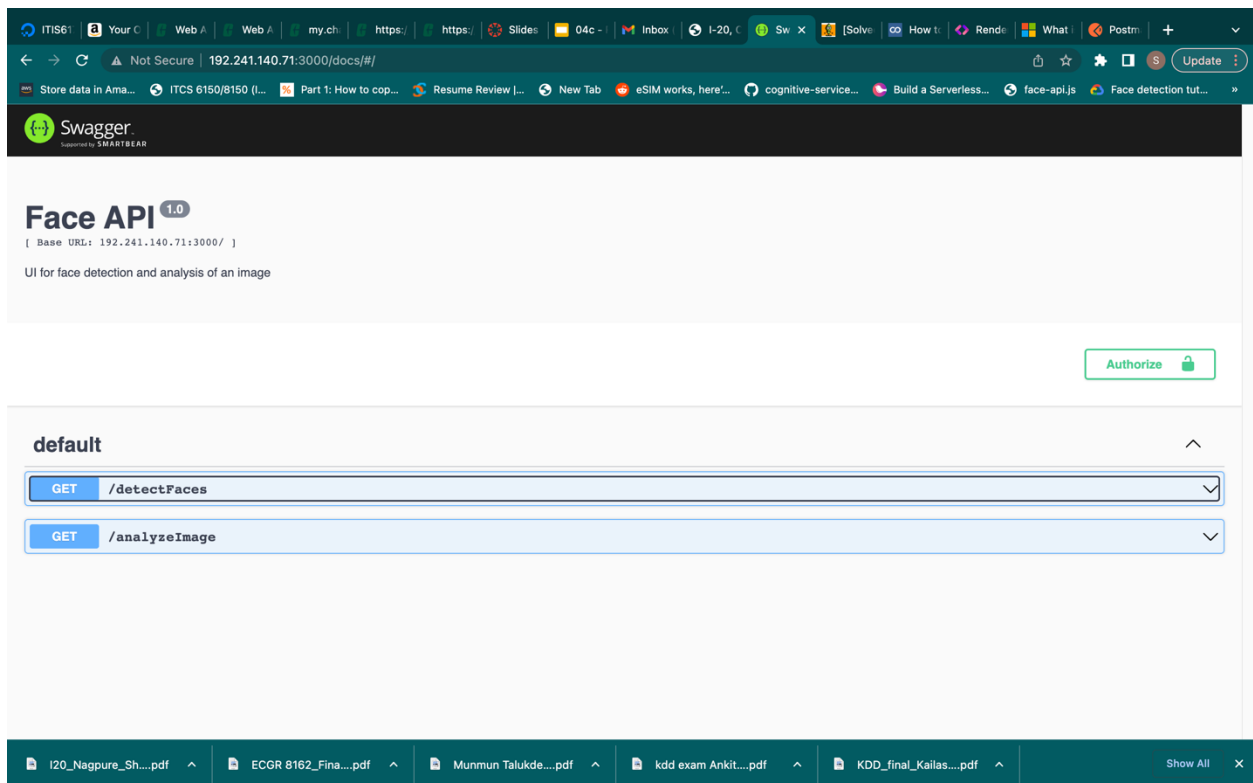 ITIS61 Your O Web A Web A my.cha https:/ https:/ Slides 04c - I Inbox ( I-20, C Sw [Solve How to Rende What i Postm
Not Secure 192.241.140.71:3000/docs/#/ S Update
Store data in Ama... ITCS 6150/8150 (I... Part 1: How to cop... Resume Review |... New Tab eSIM works, here'... cognitive-service... Build a Serverless... face-api.js Face detection tut... »
Swagger
Supported by SMARTBEAR
Face API 1.0
[ Base URL: 192.241.140.71:3000/ ]
UI for face detection and analysis of an image
Authorize
default
GET /detectFaces
GET /analyzeImage
I20_Nagpure_Sh....pdf ECGR 8162_Fina....pdf Munmun Talukde....pdf kdd exam Ankit....pdf KDD_final_Kailas....pdf Show All